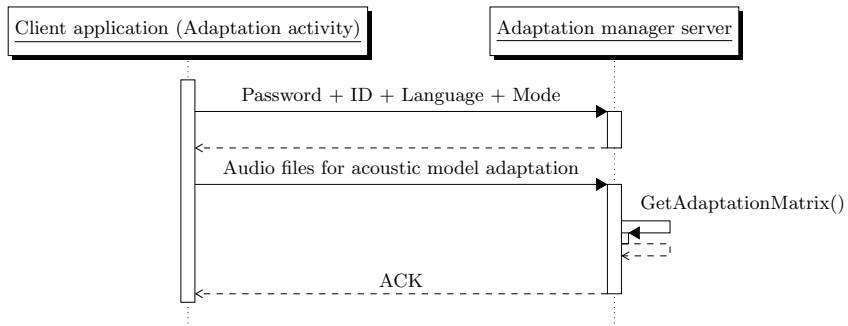 Client application (Adaptation activity)
Adaptation manager server
Password + ID + Language + Mode
Audio files for acoustic model adaptation
GetAdaptationMatrix()
ACK